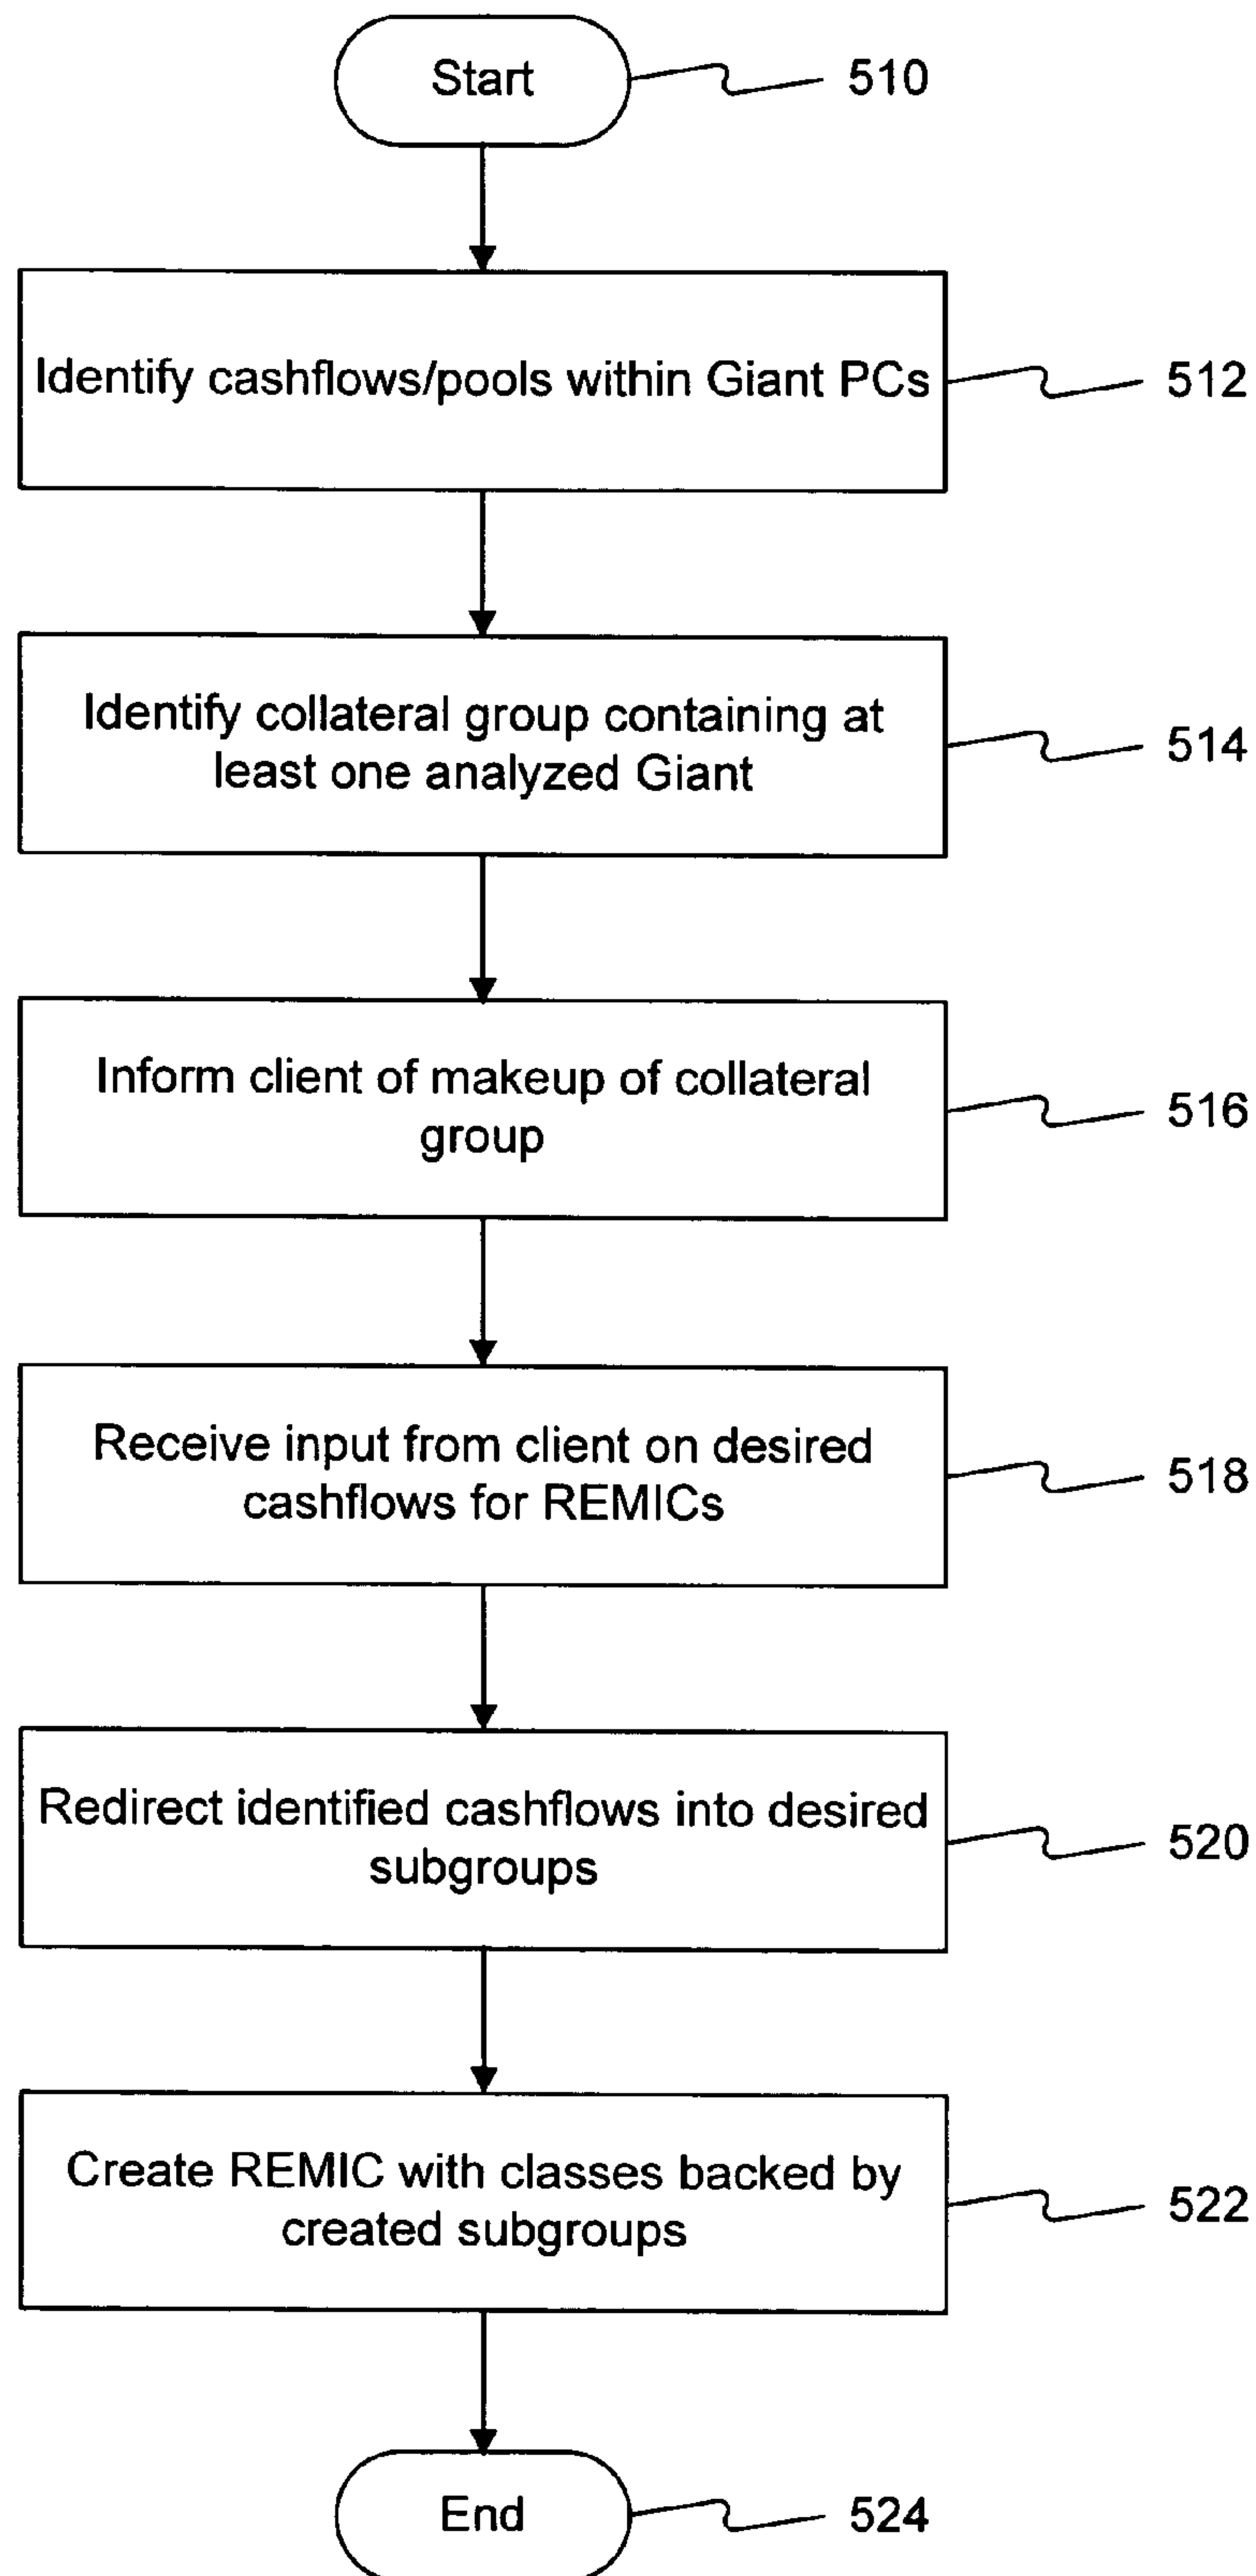 Start
510
Identify cashflows/pools within Giant PCs
512
Identify collateral group containing at
least one analyzed Giant
514
Inform client of makeup of collateral
group
516
Receive input from client on desired
cashflows for REMICs
518
Redirect identified cashflows into desired
subgroups
520
Create REMIC with classes backed by
created subgroups
522
End
524